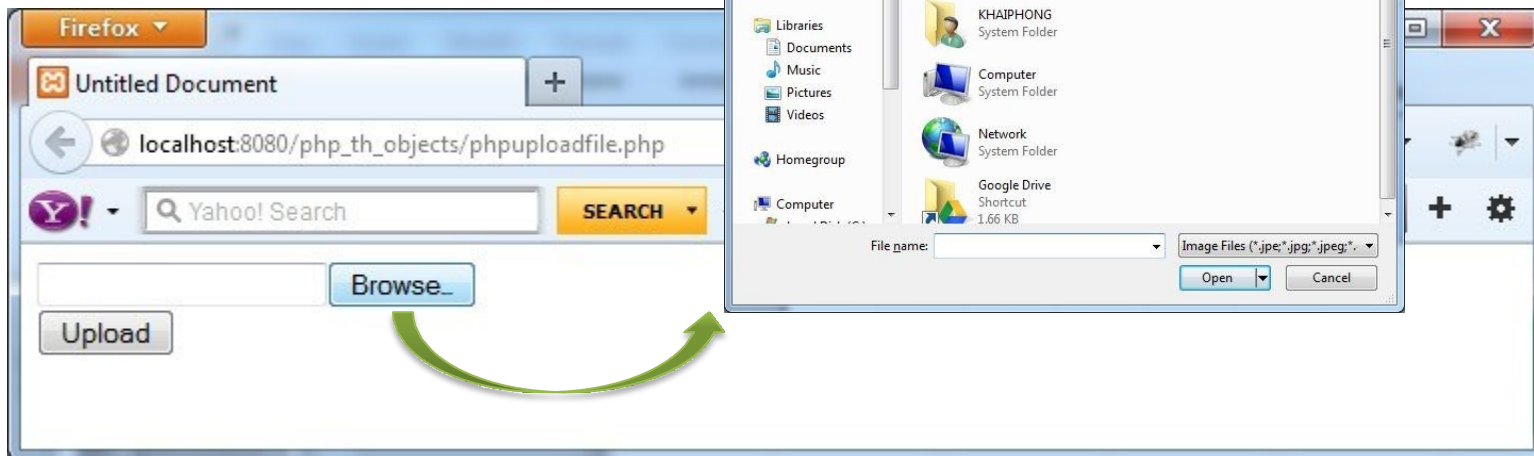 Firefox
Untitled Document
+
localhost:8080/php_th_objects/phpuploadfile.php
Y!
Yahoo! Search
SEARCH
Browse_
Upload
Libraries
Documents
Music
Pictures
Videos
Homegroup
Computer
KHAIPHONG
System Folder
Computer
System Folder
Network
System Folder
Google Drive
Shortcut
1.66 KB
File name:
Image Files (*.jpe;*.jpg;*.jpeg;*.
Open
Cancel